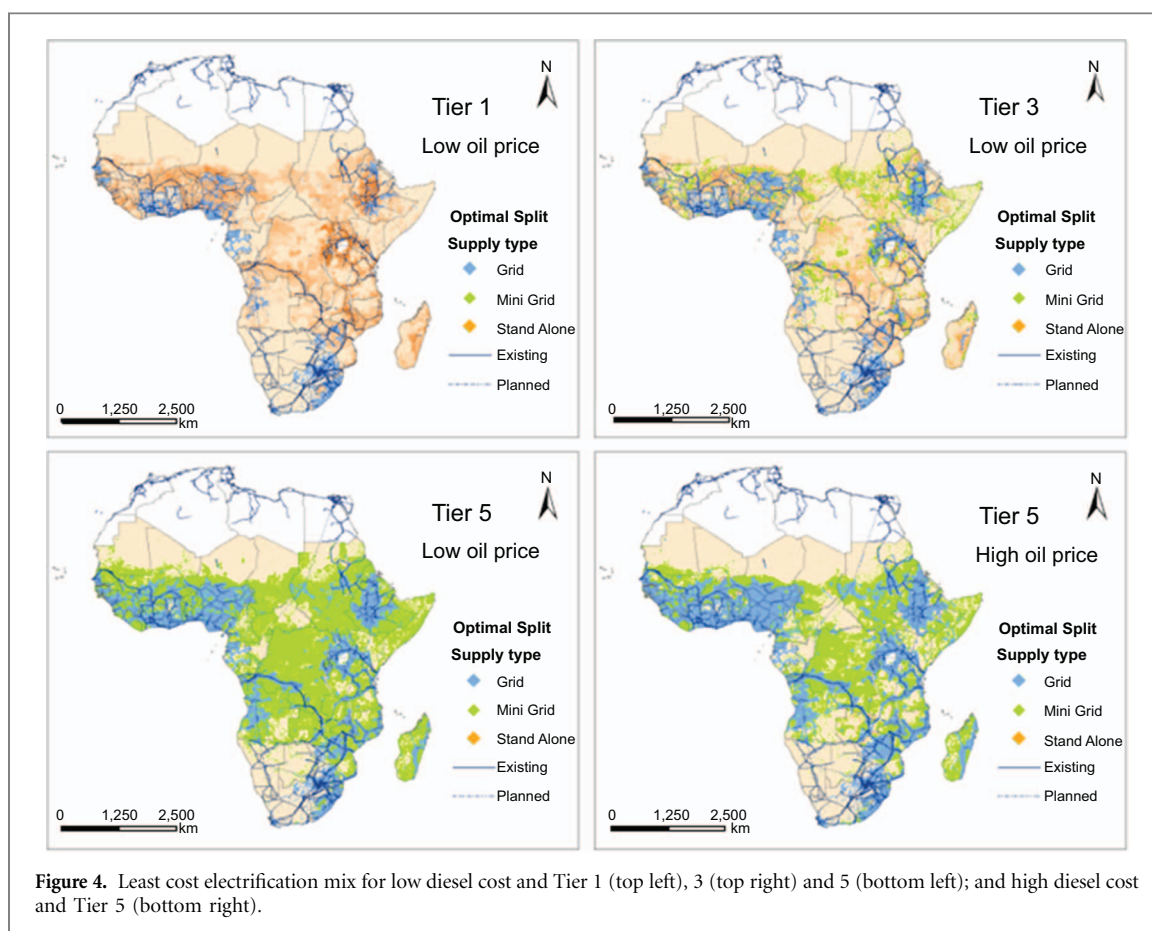 N
Tier 1
Low oil price
Optimal Split
Supply type
Grid
Mini Grid
Stand Alone
Existing
Planned
0 1,250 2,500
km
N
Tier 3
Low oil price
Optimal Split
Supply type
Grid
Mini Grid
Stand Alone
Existing
Planned
0 1,250 2,500
km
N
Tier 5
Low oil price
Optimal Split
Supply type
Grid
Mini Grid
Stand Alone
Existing
Planned
0 1,250 2,500
km
N
Tier 5
High oil price
Optimal Split
Supply type
Grid
Mini Grid
Stand Alone
Existing
Planned
0 1,250 2,500
km
Figure 4. Least cost electrification mix for low diesel cost and Tier 1 (top left), 3 (top right) and 5 (bottom left); and high diesel cost
and Tier 5 (bottom right).